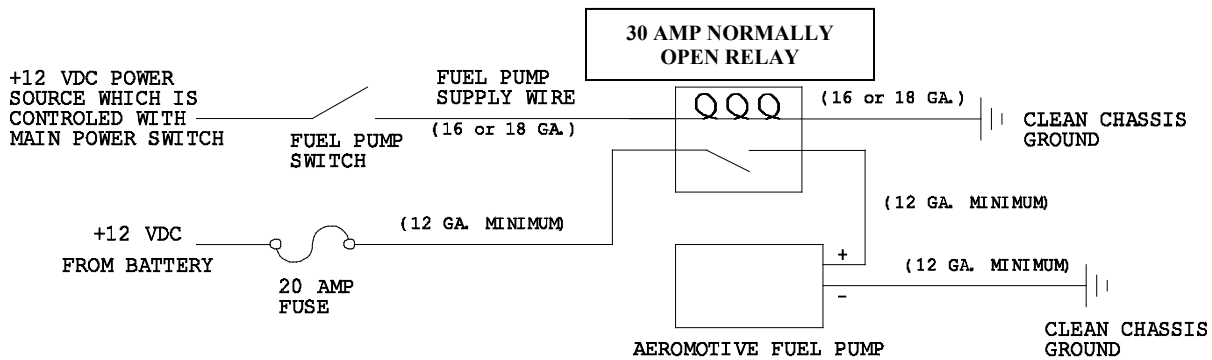 30 AMP NORMALLY
OPEN RELAY
+12 VDC POWER
SOURCE WHICH IS
CONTROLED WITH
MAIN POWER SWITCH
FUEL PUMP
SWITCH
FUEL PUMP
SUPPLY WIRE
(16 or 18 GA.)
(16 or 18 GA.)
CLEAN CHASSIS
GROUND
+12 VDC
FROM BATTERY
20 AMP
FUSE
(12 GA. MINIMUM)
(12 GA. MINIMUM)
+
-
(12 GA. MINIMUM)
CLEAN CHASSIS
GROUND
AEROMOTIVE FUEL PUMP